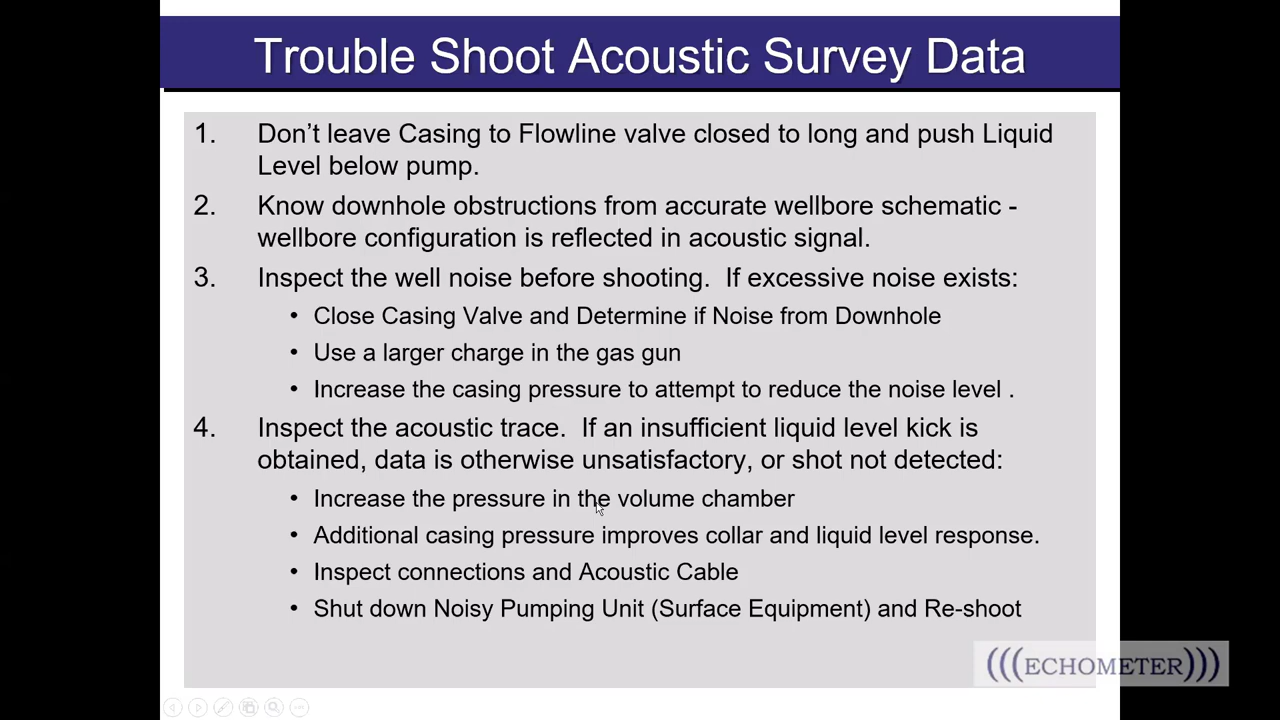 Trouble Shoot Acoustic Survey Data
1. Don't leave Casing to Flowline valve closed to long and push Liquid
Level below pump.
2. Know downhole obstructions from accurate wellbore schematic -
wellbore configuration is reflected in acoustic signal.
3. Inspect the well noise before shooting.  If excessive noise exists:
• Close Casing Valve and Determine if Noise from Downhole
• Use a larger charge in the gas gun
• Increase the casing pressure to attempt to reduce the noise level .
4. Inspect the acoustic trace.  If an insufficient liquid level kick is
obtained, data is otherwise unsatisfactory, or shot not detected:
• Increase the pressure in the volume chamber
• Additional casing pressure improves collar and liquid level response.
• Inspect connections and Acoustic Cable
• Shut down Noisy Pumping Unit (Surface Equipment) and Re-shoot
(((ECHOMETER)))